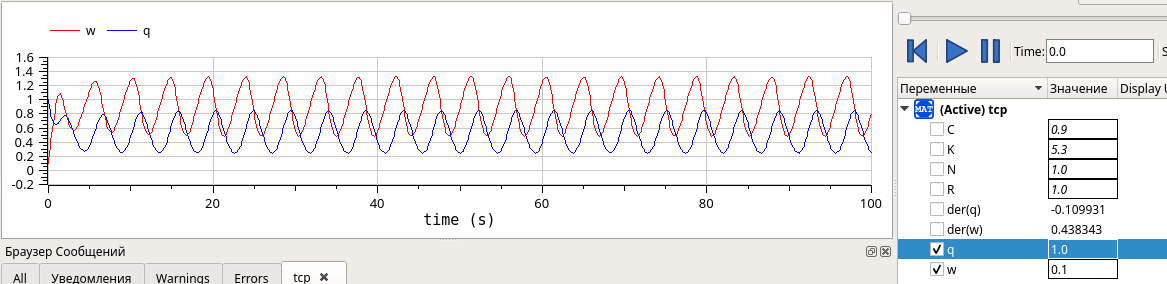 w q
1.6
1.4
1.2
1
0.8
0.6
0.4
0.2
0
-0.2
0 20 40 60 80 100
time (s)
Браузер Сообщений
All Уведомления Warnings Errors tcp
Time: 0.0 S
Переменные Значение Display U
MAT (Active) tcp
C 0.9
K 5.3
N 1.0
R 1.0
der(q) -0.109931
der(w) 0.438343
q 1.0
w 0.1